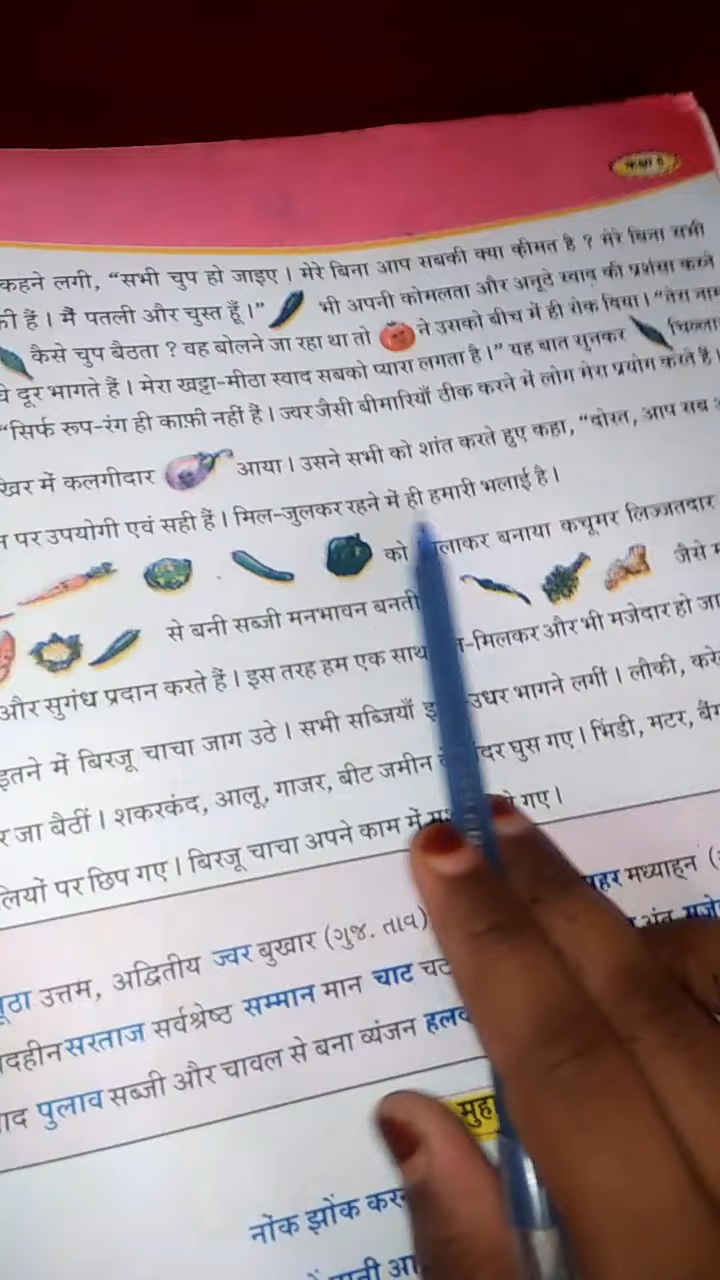 कक्षा 6
कहने लगी, “सभी चुप हो जाइए । मेरे बिना आप सबकी क्या कीमत है ? मेरे बिना सभी
की हैं । मैं पतली और चुस्त हूँ ।” भी अपनी कोमलता और अनूठे स्वाद की प्रशंसा करने
कैसे चुप बैठता ? वह बोलने जा रहा था तो ने उसको बीच में ही रोक दिया । “तेरा नाम
दूर भागते हैं । मेरा खट्टा-मीठा स्वाद सबको प्यारा लगता है ।” यह बात सुनकर चिल्ला
“सिर्फ रूप-रंग ही काफ़ी नहीं है । ज्वर जैसी बीमारियाँ ठीक करने में लोग मेरा प्रयोग करते हैं ।
कलगीदार आया । उसने सभी को शांत करते हुए कहा, “दोस्त, आप सब
पर उपयोगी एवं सही हैं । मिल-जुलकर रहने में ही हमारी भलाई है ।
को बनाया कचूमर लिज्जतदार
से बनी सब्जी मनभावन बनती जैसे
और सुगंध प्रदान करते हैं । इस तरह हम एक साथ -मिलकर और भी मजेदार हो
इतने में बिरजू चाचा जाग उठे । सभी सब्जियाँ उधर भागने लगीं । लौकी,
जा बैठीं । शकरकंद, आलू, गाजर, बीट जमीन घुस गए । भिंडी, मटर,
पर छिप गए । बिरजू चाचा अपने काम में गए ।
उत्तम, अद्वितीय ज्वर बुखार (ગુજ. તાવ) मध्याह्न
सरताज सर्वश्रेष्ठ सम्मान मान चाट अंत
पुलाव सब्जी और चावल से बना व्यंजन
नोंक झोंक